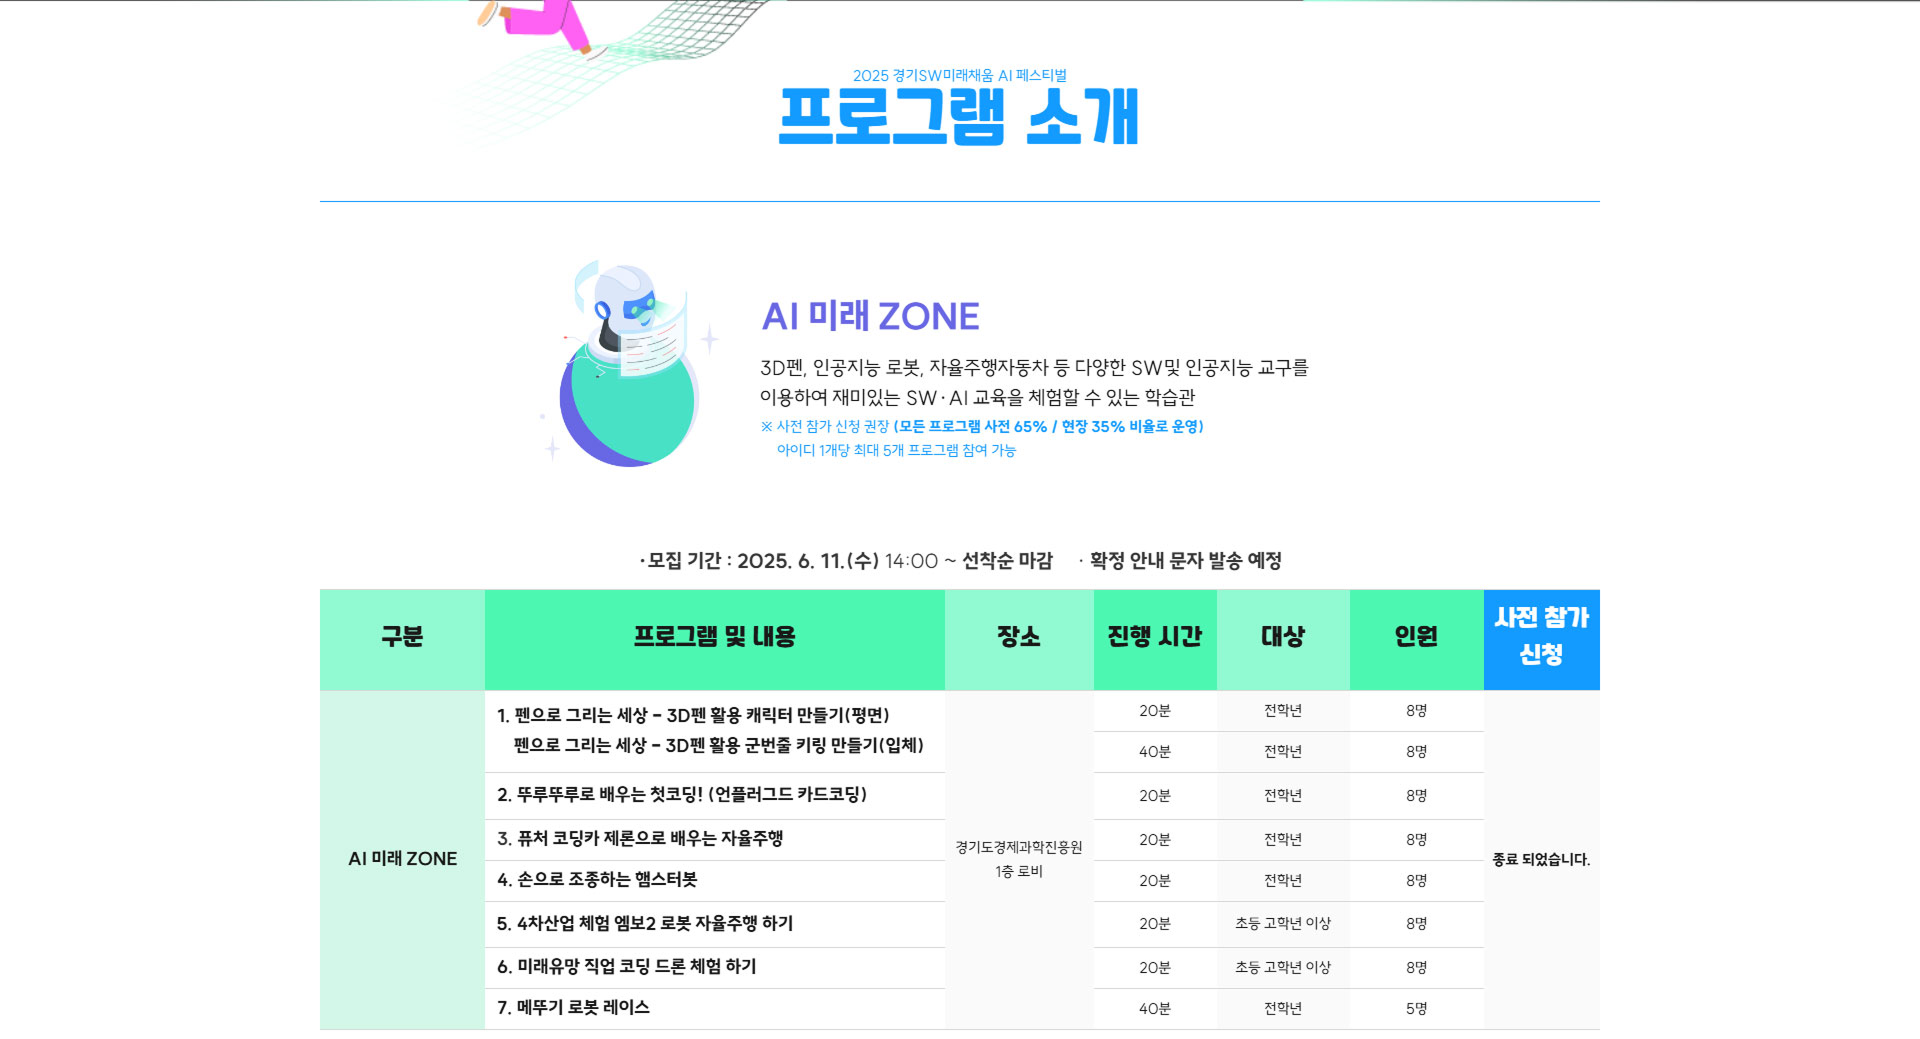 2025 경기SW미래채움 AI 페스티벌
프로그램 소개
AI 미래 ZONE
3D펜, 인공지능 로봇, 자율주행자동차 등 다양한 SW및 인공지능 교구를
이용하여 재미있는 SW·AI 교육을 체험할 수 있는 학습관
※ 사전 참가 신청 권장 (모든 프로그램 사전 65% / 현장 35% 비율로 운영)
아이디 1개당 최대 5개 프로그램 참여 가능
·모집 기간 : 2025. 6. 11.(수) 14:00 ~ 선착순 마감 · 확정 안내 문자 발송 예정
구분 프로그램 및 내용 장소 진행 시간 대상 인원 사전 참가
신청
1. 펜으로 그리는 세상 - 3D펜 활용 캐릭터 만들기(평면) 20분 전학년 8명
펜으로 그리는 세상 - 3D펜 활용 군번줄 키링 만들기(입체) 40분 전학년 8명
2. 뚜루뚜루로 배우는 첫코딩! (언플러그드 카드코딩) 20분 전학년 8명
3. 퓨처 코딩카 제론으로 배우는 자율주행 20분 전학년 8명
AI 미래 ZONE 경기도경제과학진흥원
1층 로비 종료 되었습니다.
4. 손으로 조종하는 햄스터봇 20분 전학년 8명
5. 4차산업 체험 엠보2 로봇 자율주행 하기 20분 초등 고학년 이상 8명
6. 미래유망 직업 코딩 드론 체험 하기 20분 초등 고학년 이상 8명
7. 메뚜기 로봇 레이스 40분 전학년 5명